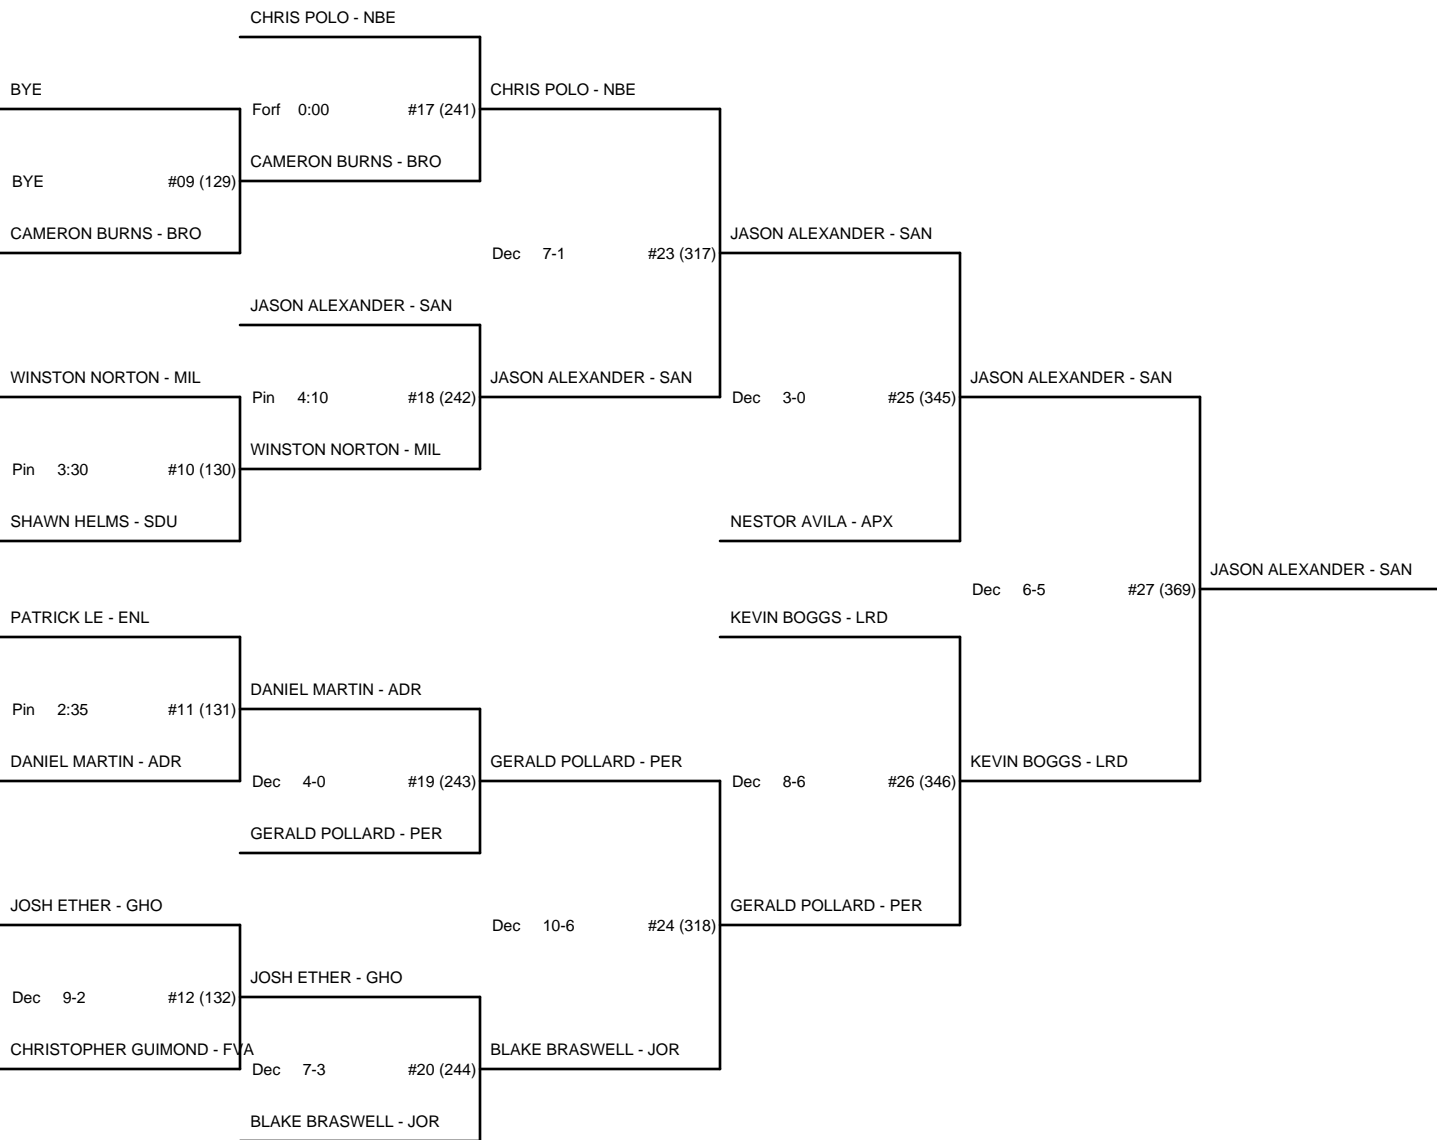 CHRIS POLO - NBE
BYE
CHRIS POLO - NBE
Forf 0:00 #17 (241)
CAMERON BURNS - BRO
BYE #09 (129)
CAMERON BURNS - BRO
JASON ALEXANDER - SAN
Dec 7-1 #23 (317)
JASON ALEXANDER - SAN
WINSTON NORTON - MIL
JASON ALEXANDER - SAN
JASON ALEXANDER - SAN
Pin 4:10 #18 (242)
Dec 3-0 #25 (345)
WINSTON NORTON - MIL
Pin 3:30 #10 (130)
SHAWN HELMS - SDU
NESTOR AVILA - APX
JASON ALEXANDER - SAN
Dec 6-5 #27 (369)
PATRICK LE - ENL
KEVIN BOGGS - LRD
DANIEL MARTIN - ADR
Pin 2:35 #11 (131)
DANIEL MARTIN - ADR
GERALD POLLARD - PER
KEVIN BOGGS - LRD
Dec 4-0 #19 (243)
Dec 8-6 #26 (346)
GERALD POLLARD - PER
JOSH ETHER - GHO
GERALD POLLARD - PER
Dec 10-6 #24 (318)
JOSH ETHER - GHO
Dec 9-2 #12 (132)
CHRISTOPHER GUIMOND - FVA
BLAKE BRASWELL - JOR
Dec 7-3 #20 (244)
BLAKE BRASWELL - JOR